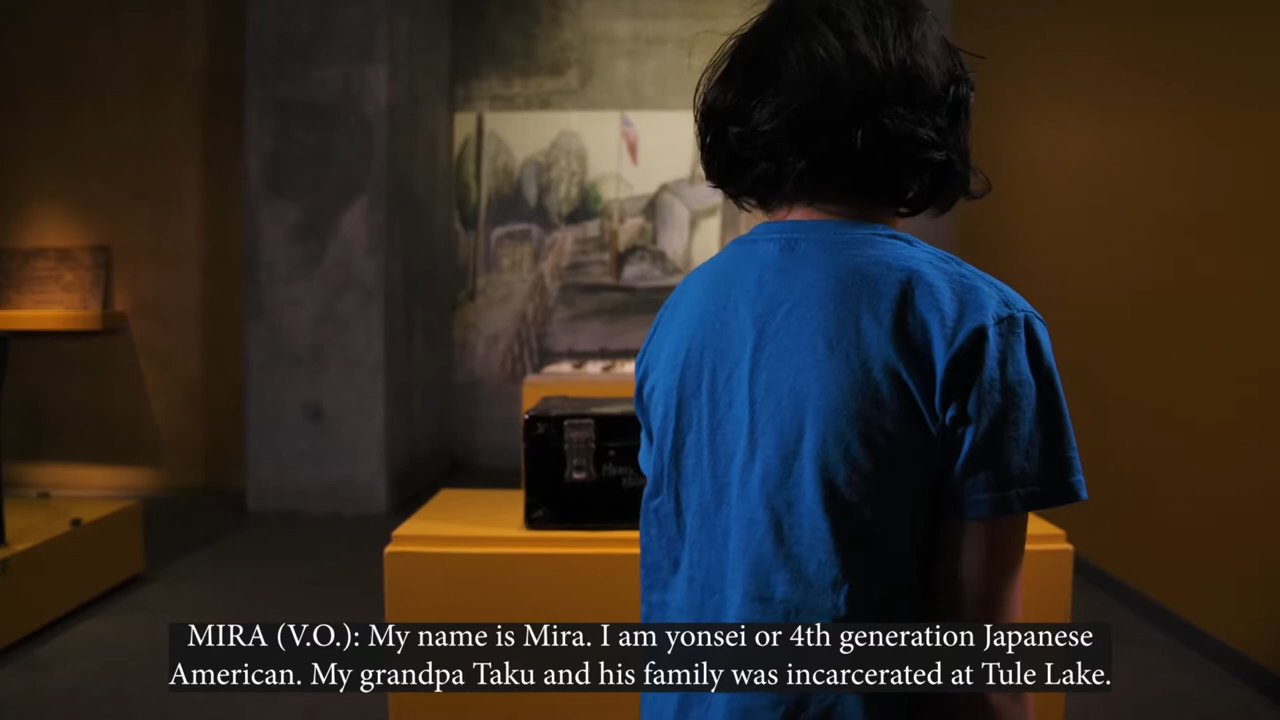 MIRA (V.O.): My name is Mira. I am yonsei or 4th generation Japanese
American. My grandpa Taku and his family was incarcerated at Tule Lake.